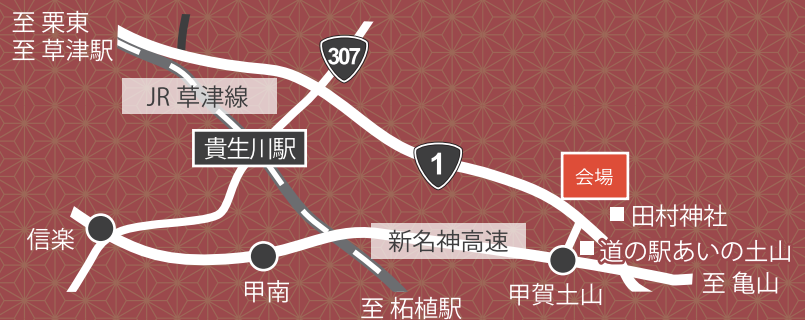 至 栗東
至 草津駅
307
JR 草津線
貴生川駅
1
会場
田村神社
信楽
新名神高速
道の駅あいの土山
至 亀山
甲南
甲賀土山
至 柘植駅